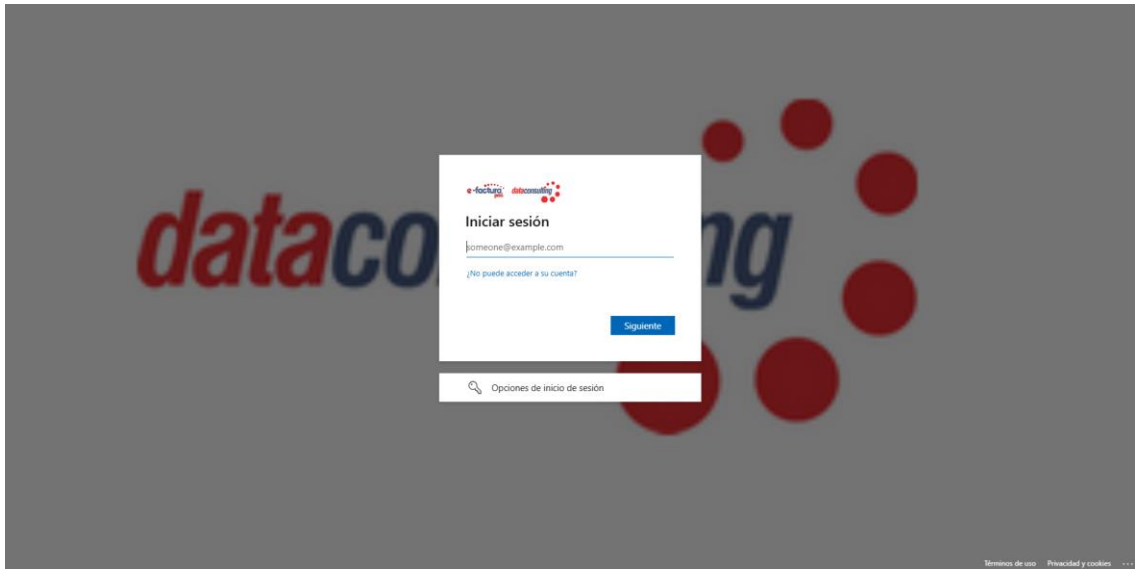 dataco ng
e-factura dataconsulting
Iniciar sesión
someone@example.com
¿No puede acceder a su cuenta?
Siguiente
Opciones de inicio de sesión
Términos de uso Privacidad y cookies ...